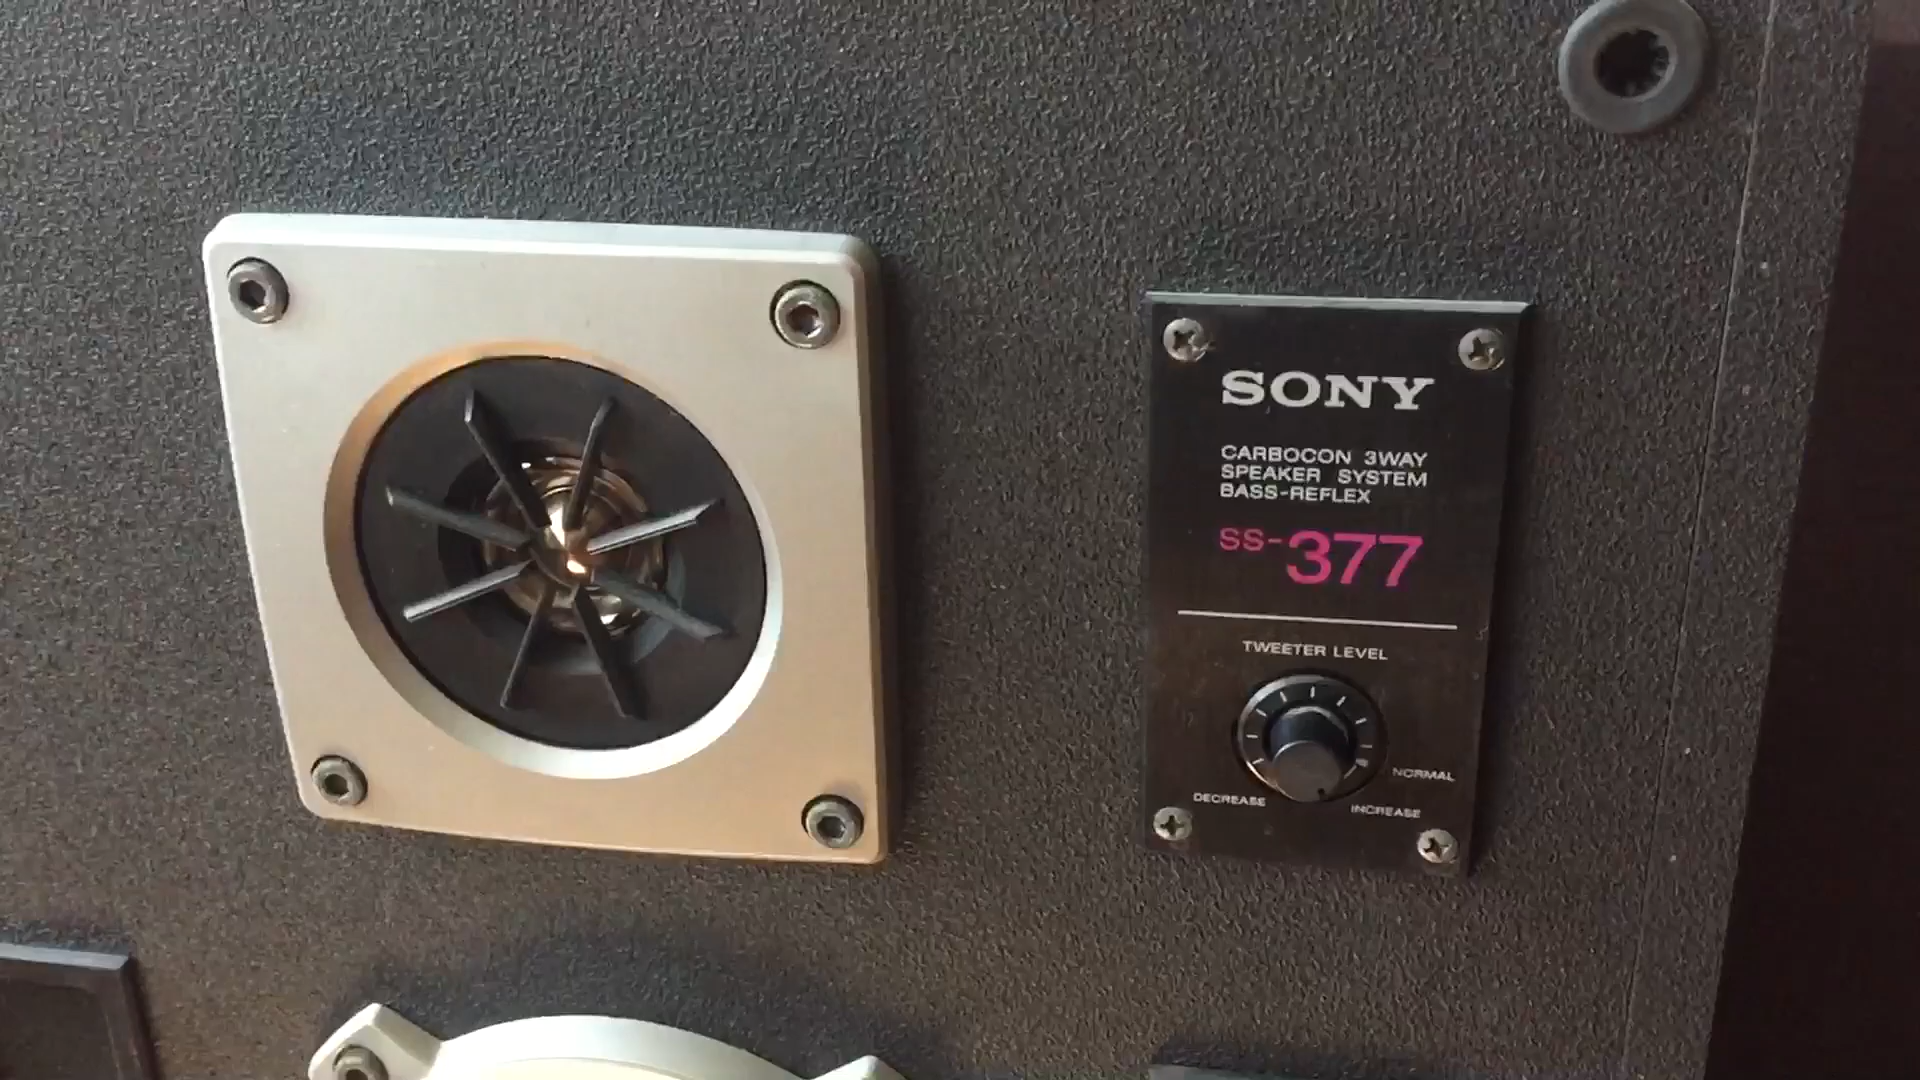 SONY
CARBOCON 3WAY
SPEAKER SYSTEM
BASS-REFLEX
SS-377
TWEETER LEVEL
NORMAL
DECREASE
INCREASE